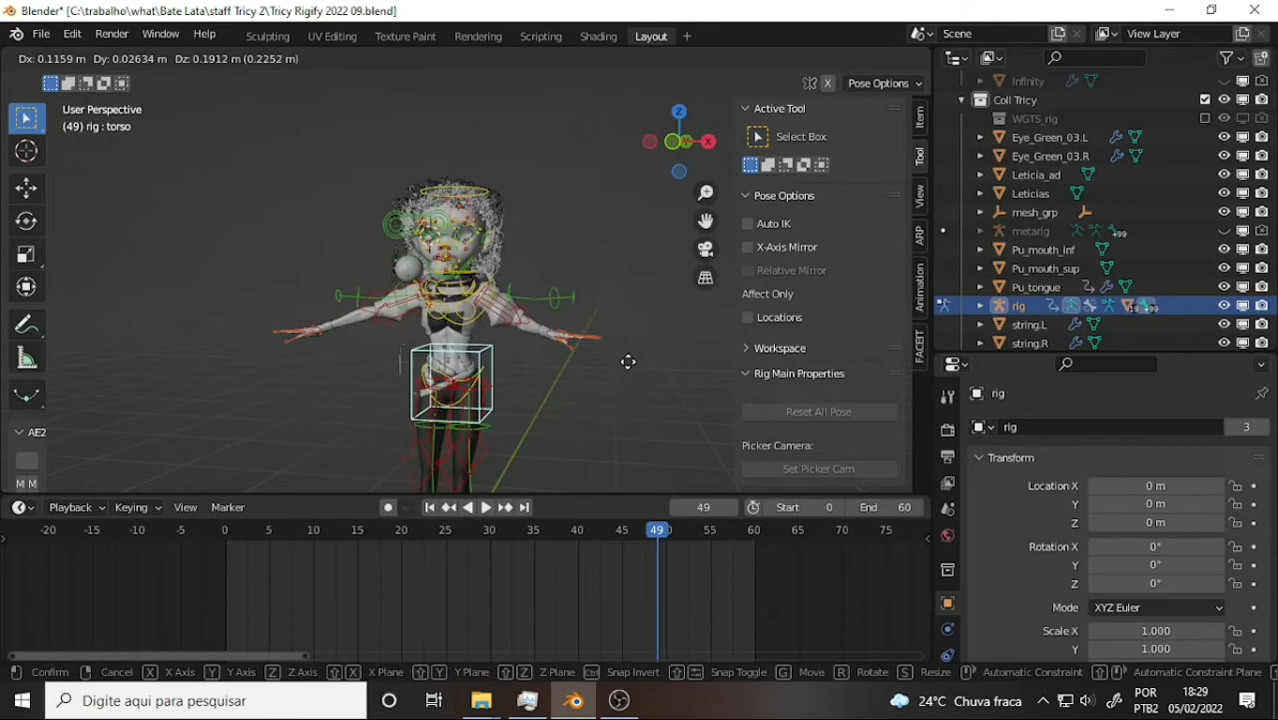 Blender* [C:\trabalho\what\Bate Lata\staff Tricy 2\Tricy Rigify 2022 09.blend]
File Edit Render Window Help Sculpting UV Editing Texture Paint Rendering Scripting Shading Layout + Scene View Layer
Dx: 0.1159 m Dy: 0.02634 m Dz: 0.1912 m (0.2252 m)
X Pose Options
User Perspective
(49) rig : torso
Z
X
Active Tool
Select Box
Pose Options
Auto IK
X-Axis Mirror
Relative Mirror
Affect Only
Locations
Workspace
Rig Main Properties
Reset All Pose
Picker Camera:
Set Picker Cam
Item
Tool
View
ARP
Animation
FACEIT
Infinity
Coll Tricy
WGTS_rig
Eye_Green_03.L
Eye_Green_03.R
Leticia_ad
Leticias
mesh_grp
metarig
Pu_mouth_inf
Pu_mouth_sup
Pu_tongue
rig
string.L
string.R
AE2
M M
rig
rig 3
Transform
Location X 0 m
Y 0 m
Z 0 m
Rotation X 0°
Y 0°
Z 0°
Mode XYZ Euler
Scale X 1.000
Y 1.000
Playback Keying View Marker 49 Start 0 End 60
-20 -15 -10 -5 0 5 10 15 20 25 30 35 40 45 49 55 60 65 70 75
Confirm Cancel X X Axis Y Y Axis Z Z Axis X X Plane Y Y Plane Z Z Plane Ctrl Snap Invert Snap Toggle G Move R Rotate S Resize Automatic Constraint Automatic Constraint Plane
Digite aqui para pesquisar
24°C Chuva fraca
POR
PTB2
18:29
05/02/2022